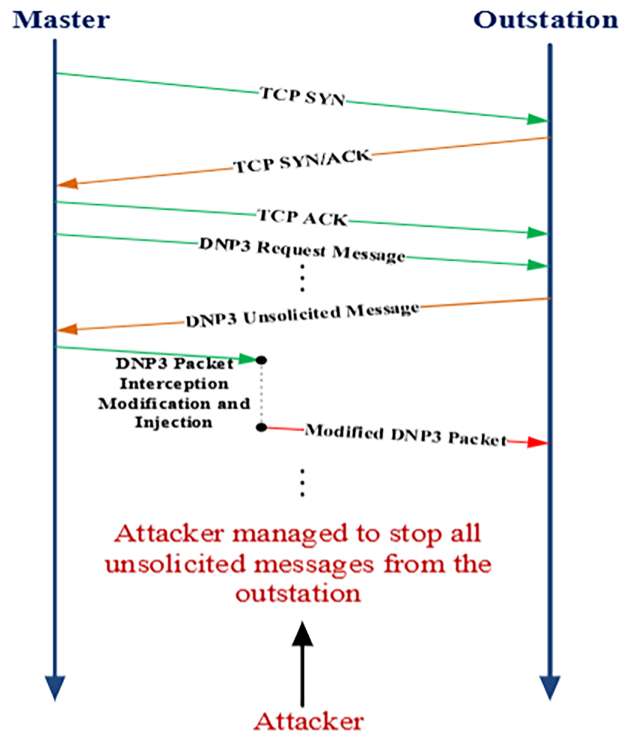 Master
Outstation
TCP SYN
TCP SYN/ACK
TCP ACK
DNP3 Request Message
DNP3 Unsolicited Message
DNP3 Packet
Interception
Modification and
Injection
Modified DNP3 Packet
Attacker managed to stop all
unsolicited messages from the
outstation
Attacker